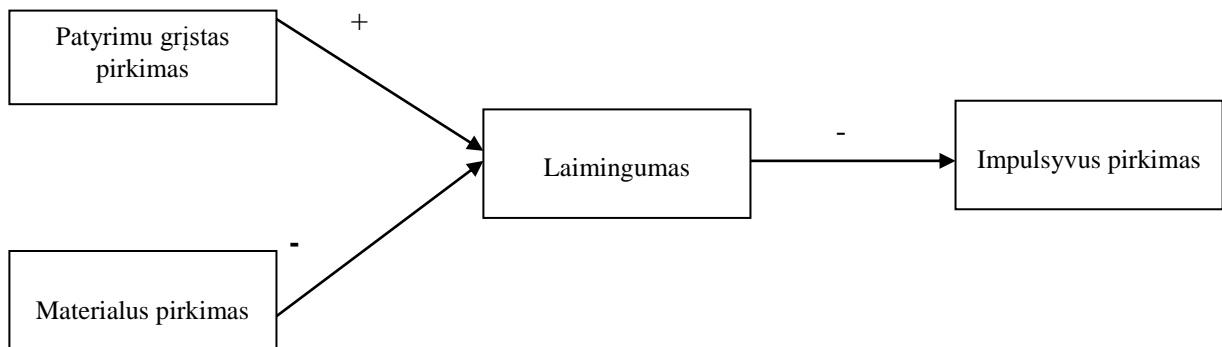 Patyrimu grįstas
pirkimas
+
Laimingumas
-
Impulsyvus pirkimas
-
Materialus pirkimas